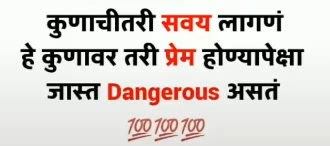 कुणाचीतरी सवय लागणं
हे कुणावर तरी प्रेम होण्यापेक्षा
जास्त Dangerous असतं
💯💯💯